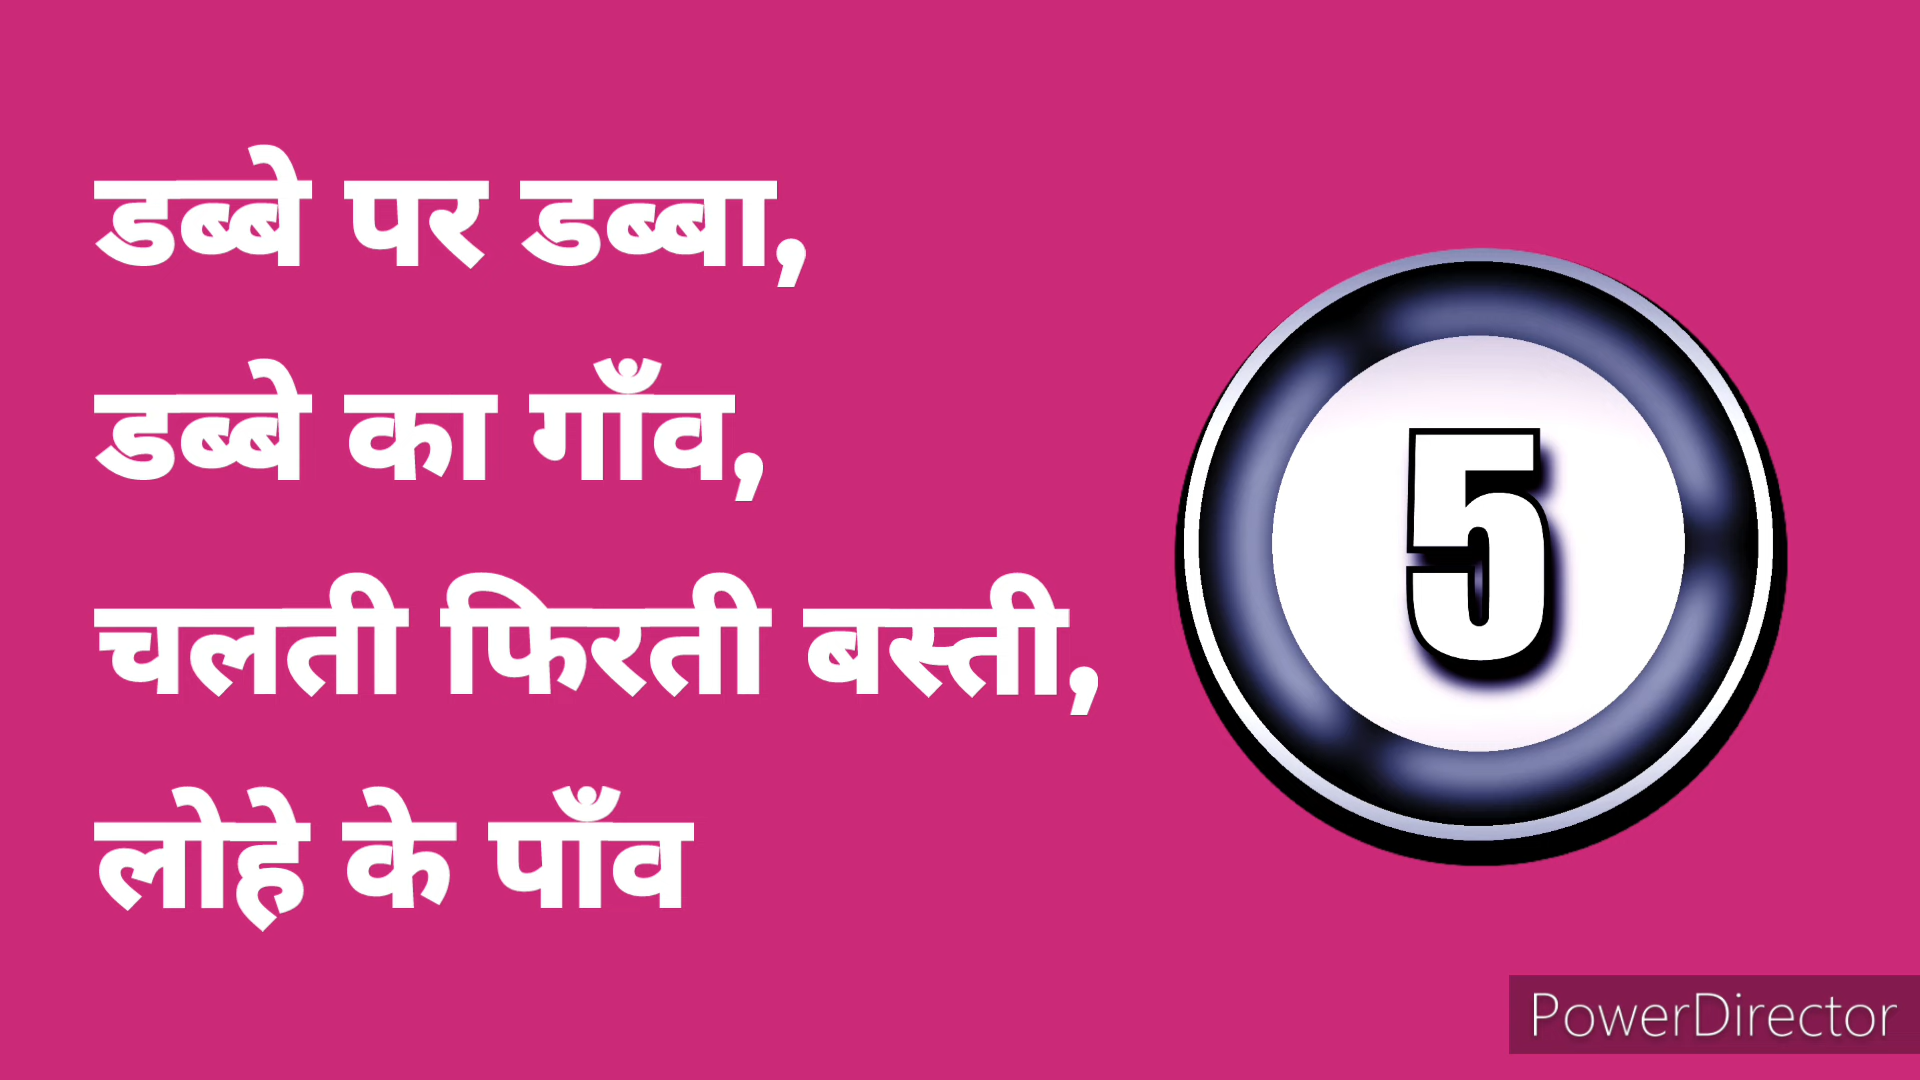 डब्बे पर डब्बा,
डब्बे का गाँव,
चलती फिरती बस्ती,
लोहे के पाँव
5
PowerDirector